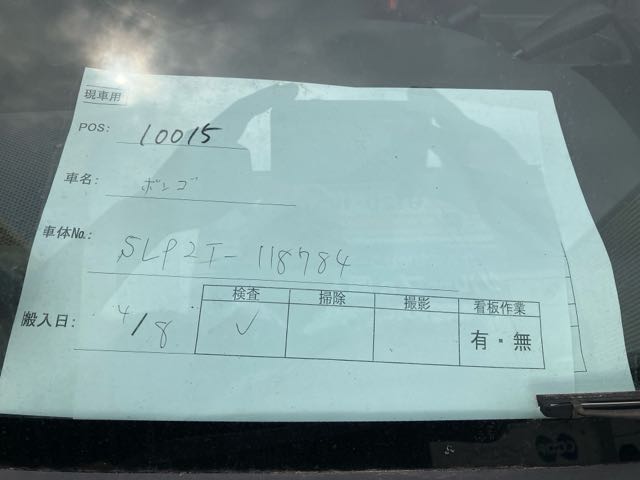 現車用
POS: 10015
車名: ボンゴ
車体No.: SLP2T-118784
搬入日: 4/8
検査 掃除 撮影 看板作業
✓ 有・無